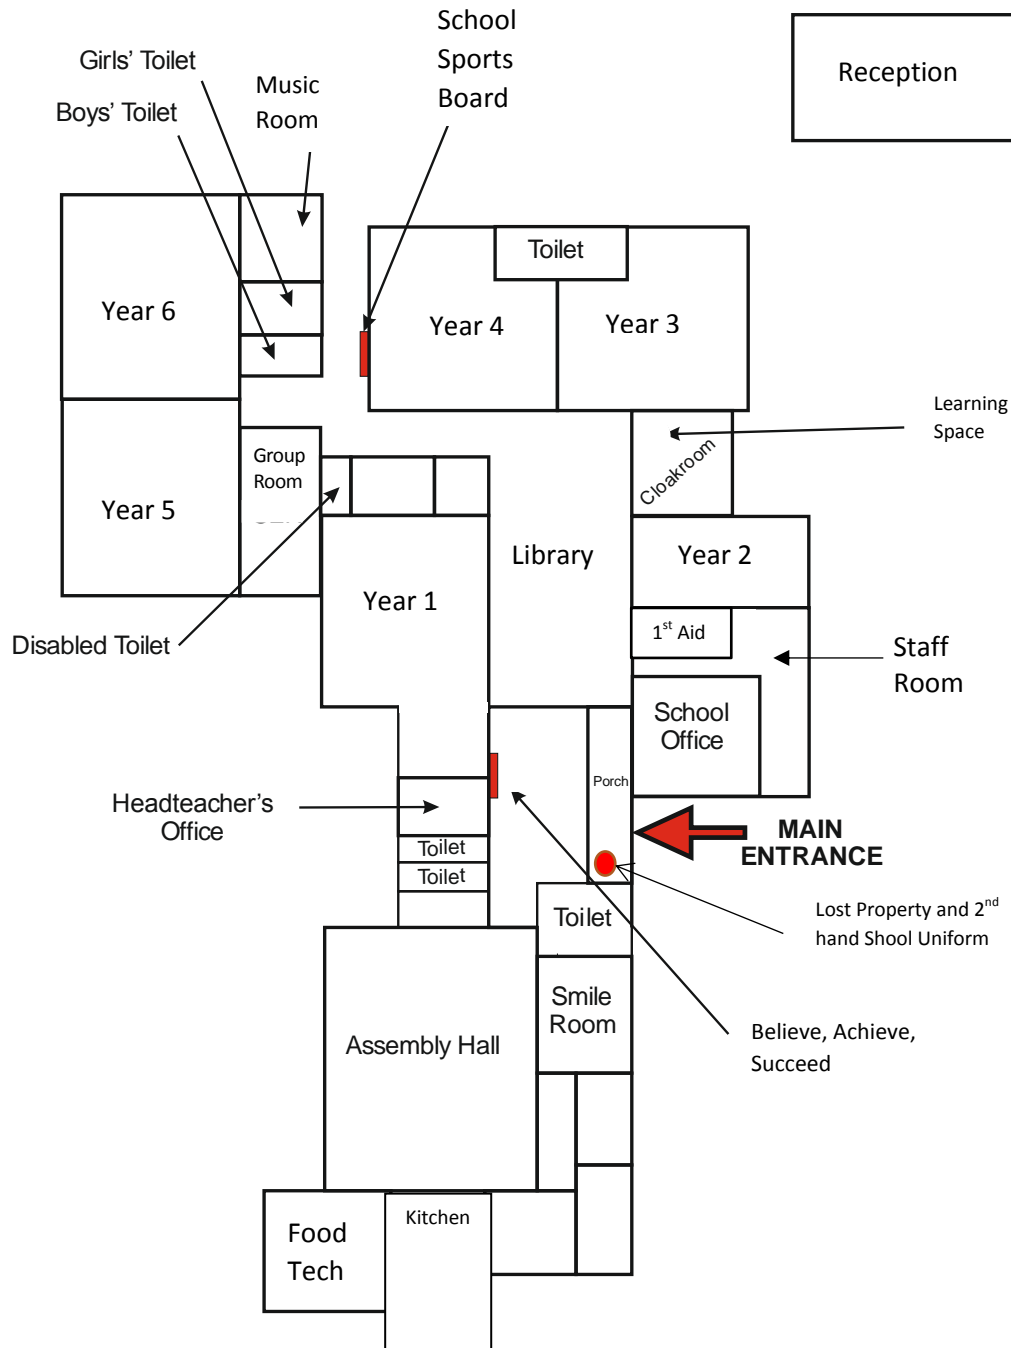 School
Sports
Board
Reception
Girls' Toilet
Music
Room
Boys' Toilet
Toilet
Year 6
Year 4
Year 3
Learning
Space
Cloakroom
Group
Room
Year 5
Library
Year 2
Year 1
1st Aid
Disabled Toilet
Staff
Room
School
Office
Porch
Headteacher's
Office
MAIN
ENTRANCE
Toilet
Toilet
Toilet
Lost Property and 2nd
hand Shool Uniform
Smile
Room
Assembly Hall
Believe, Achieve,
Succeed
Kitchen
Food
Tech